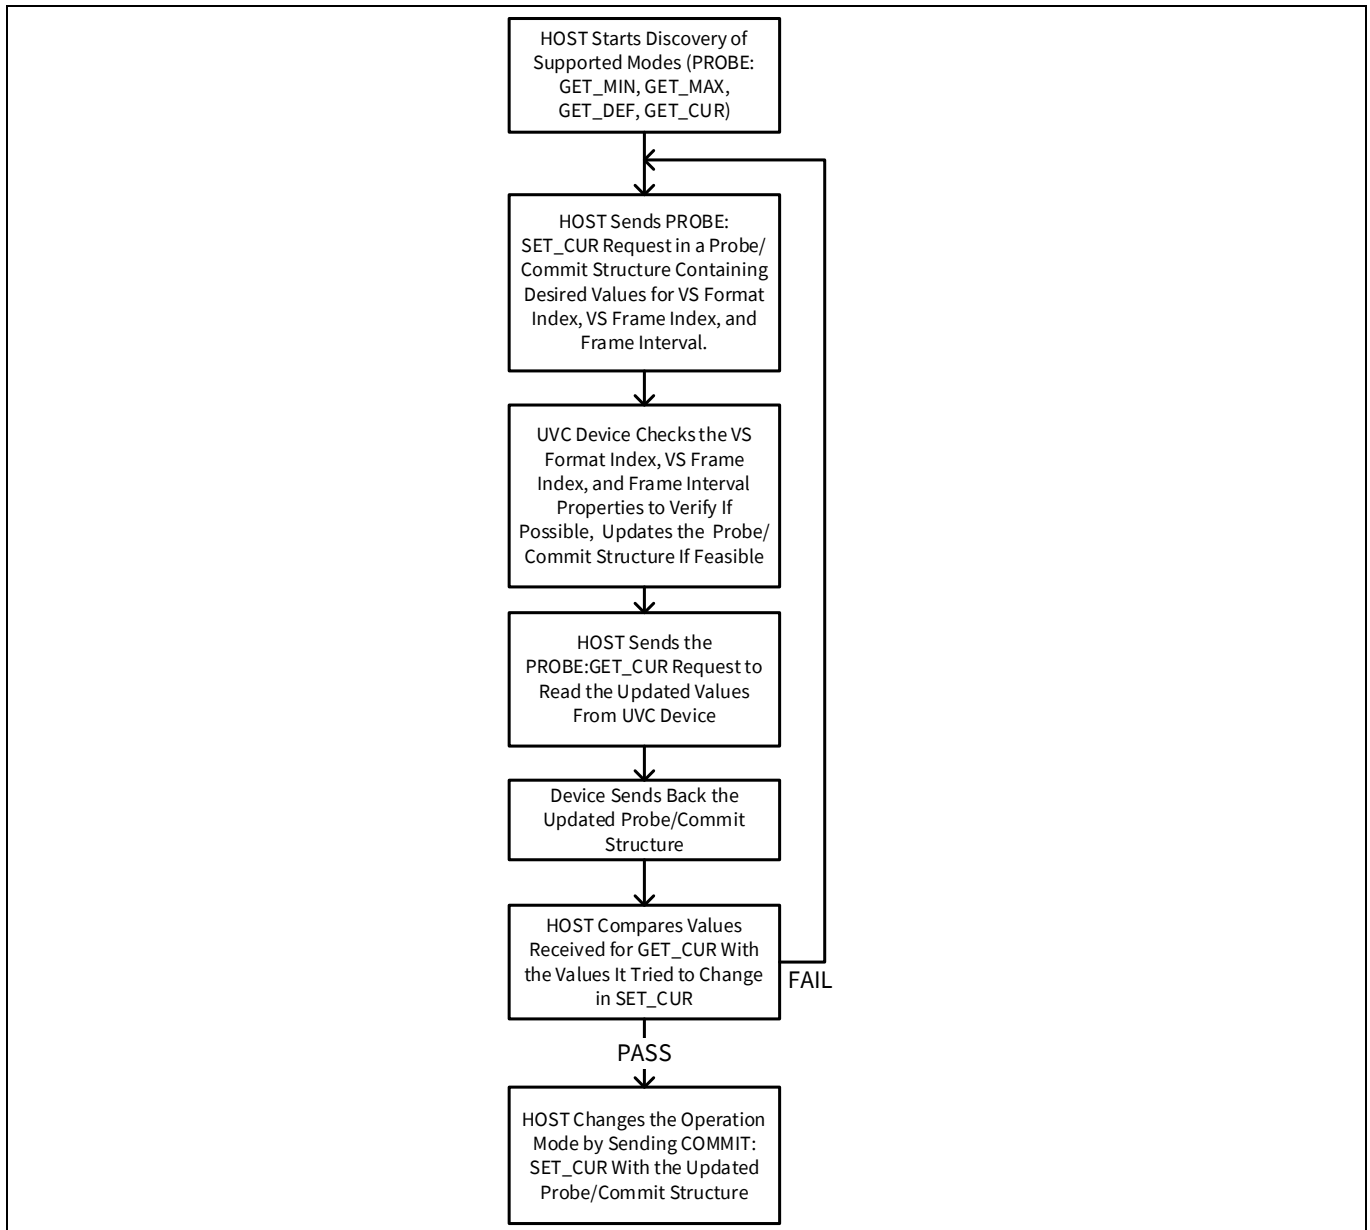 HOST Starts Discovery of
Supported Modes (PROBE:
GET_MIN, GET_MAX,
GET_DEF, GET_CUR)
HOST Sends PROBE:
SET_CUR Request in a Probe/
Commit Structure Containing
Desired Values for VS Format
Index, VS Frame Index, and
Frame Interval.
UVC Device Checks the VS
Format Index, VS Frame
Index, and Frame Interval
Properties to Verify If
Possible, Updates the Probe/
Commit Structure If Feasible
HOST Sends the
PROBE:GET_CUR Request to
Read the Updated Values
From UVC Device
Device Sends Back the
Updated Probe/Commit
Structure
HOST Compares Values
Received for GET_CUR With
the Values It Tried to Change
in SET_CUR
FAIL
PASS
HOST Changes the Operation
Mode by Sending COMMIT:
SET_CUR With the Updated
Probe/Commit Structure